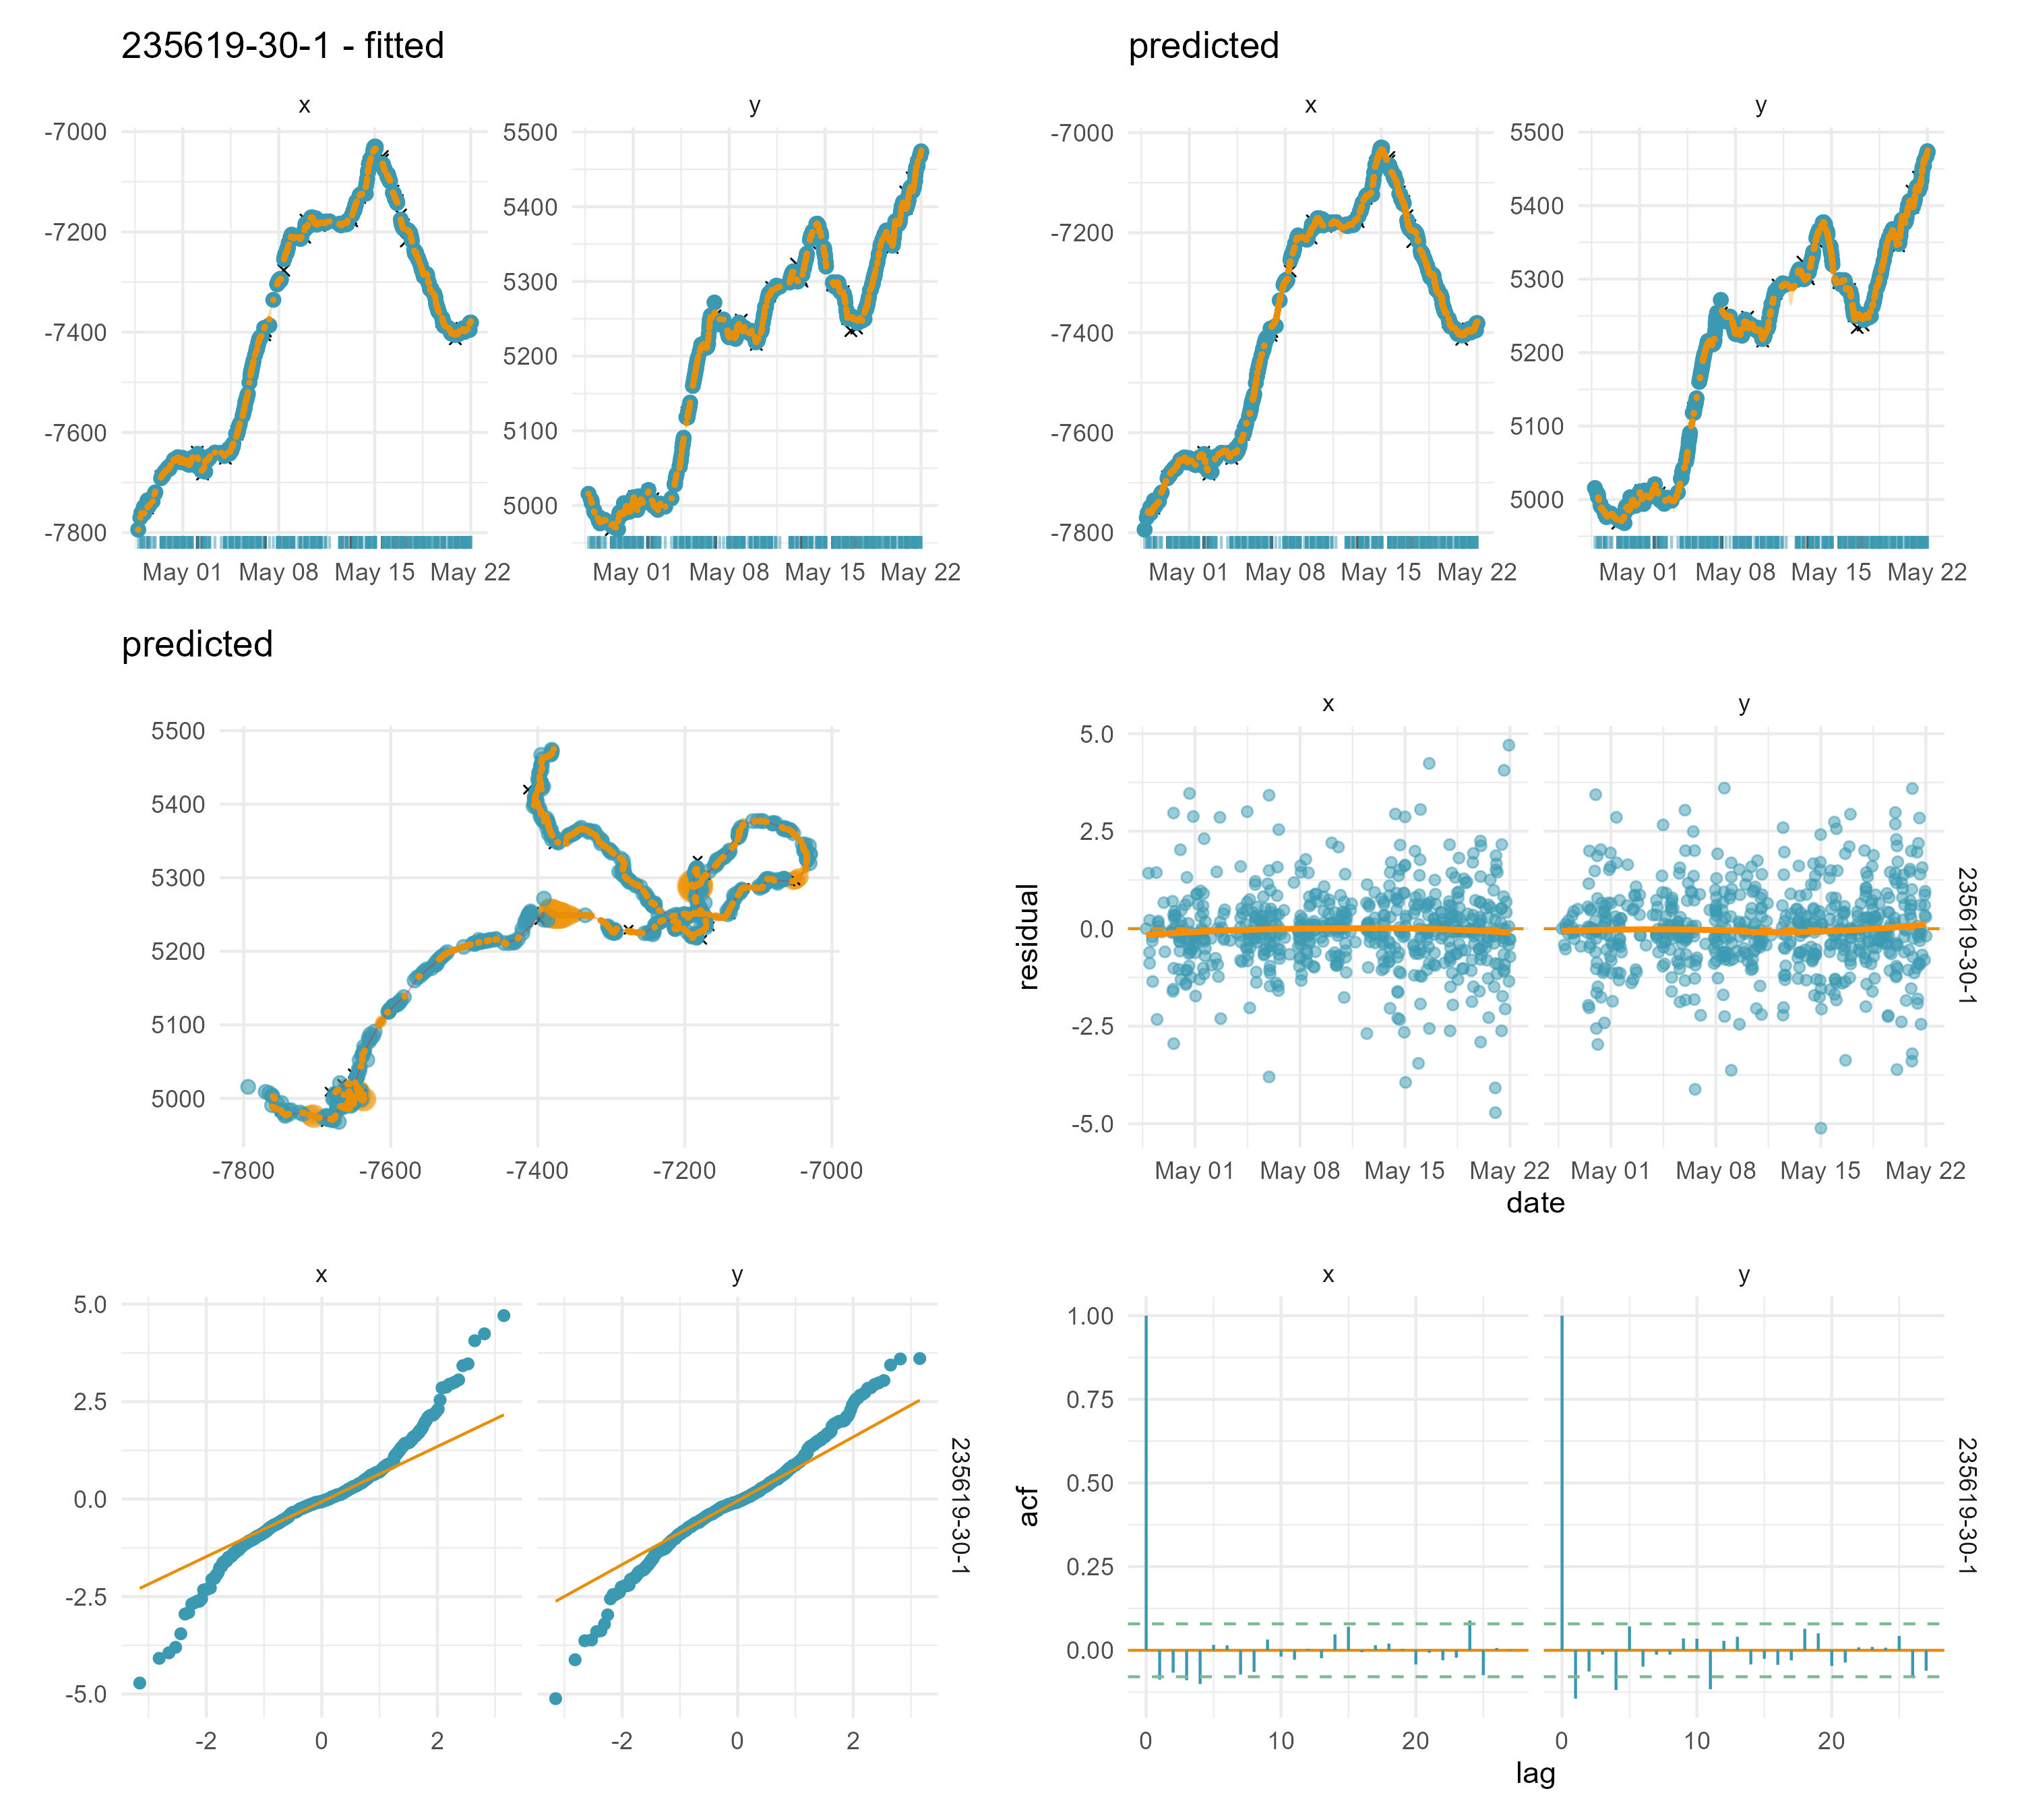 235619-30-1 - fitted
predicted
x
y
x
y
-7000
-7200
-7400
-7600
-7800
5500
5400
5300
5200
5100
5000
-7000
-7200
-7400
-7600
-7800
5500
5400
5300
5200
5100
5000
May 01 May 08 May 15 May 22
May 01 May 08 May 15 May 22
May 01 May 08 May 15 May 22
May 01 May 08 May 15 May 22
predicted
5500
5400
5300
5200
5100
5000
-7800 -7600 -7400 -7200 -7000
x
y
residual
5.0
2.5
0.0
-2.5
-5.0
235619-30-1
May 01 May 08 May 15 May 22
May 01 May 08 May 15 May 22
date
x
y
5.0
2.5
0.0
-2.5
-5.0
235619-30-1
-2 0 2
-2 0 2
x
y
acf
1.00
0.75
0.50
0.25
0.00
235619-30-1
0 10 20
0 10 20
lag